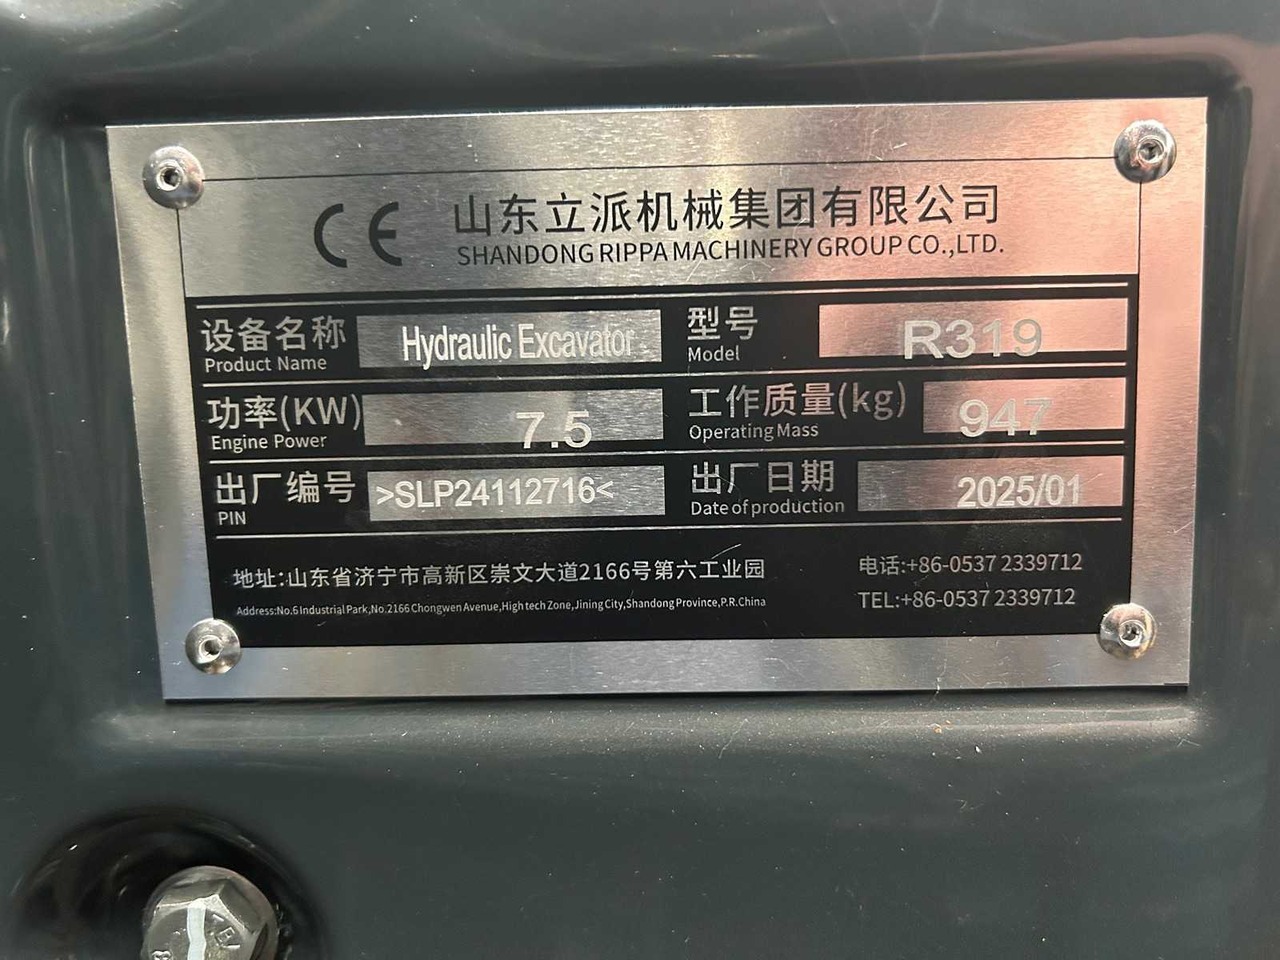 CE 山东立派机械集团有限公司
SHANDONG RIPPA MACHINERY GROUP CO.,LTD.
设备名称 Hydraulic Excavator 型号 R319
Product Name Model
功率(KW) 7.5 工作质量(kg) 947
Engine Power Operating Mass
出厂编号 >SLP24112716< 出厂日期 2025/01
PIN Date of production
地址:山东省济宁市高新区崇文大道2166号第六工业园 电话:+86-0537 2339712
Address:No.6 Industrial Park,No.2166 Chongwen Avenue,High tech Zone,Jining City,Shandong Province,P.R.China TEL:+86-0537 2339712